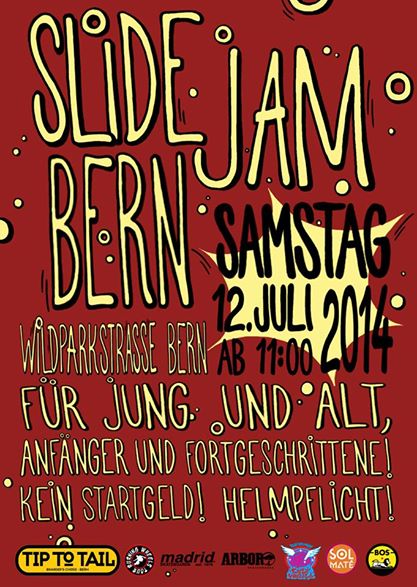 SLIDE JAM
BERN
SAMSTAG
12. JULI 2014
AB 11:00
WILDPARKSTRASSE BERN
FÜR JUNG UND ALT,
ANFÄNGER UND FORTGESCHRITTENE!
KEIN STARTGELD! HELMPFLICHT!
TIP TO TAIL
madrid
ARBOR
SOL MATE
BOS